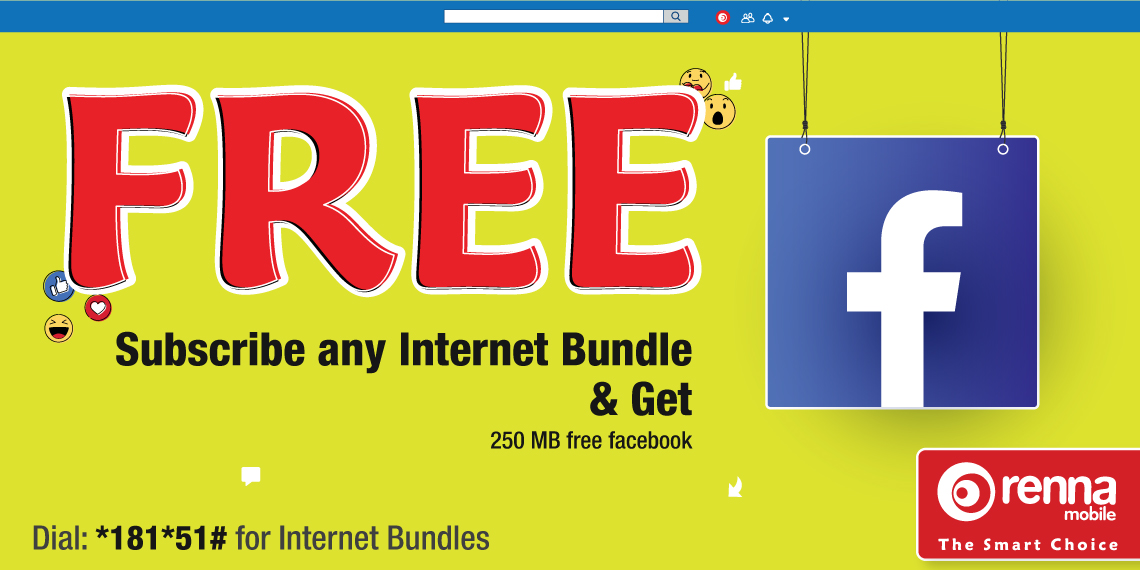 FREE
Subscribe any Internet Bundle
& Get
250 MB free facebook
f
Dial: *181*51# for Internet Bundles
renna
mobile
The Smart Choice